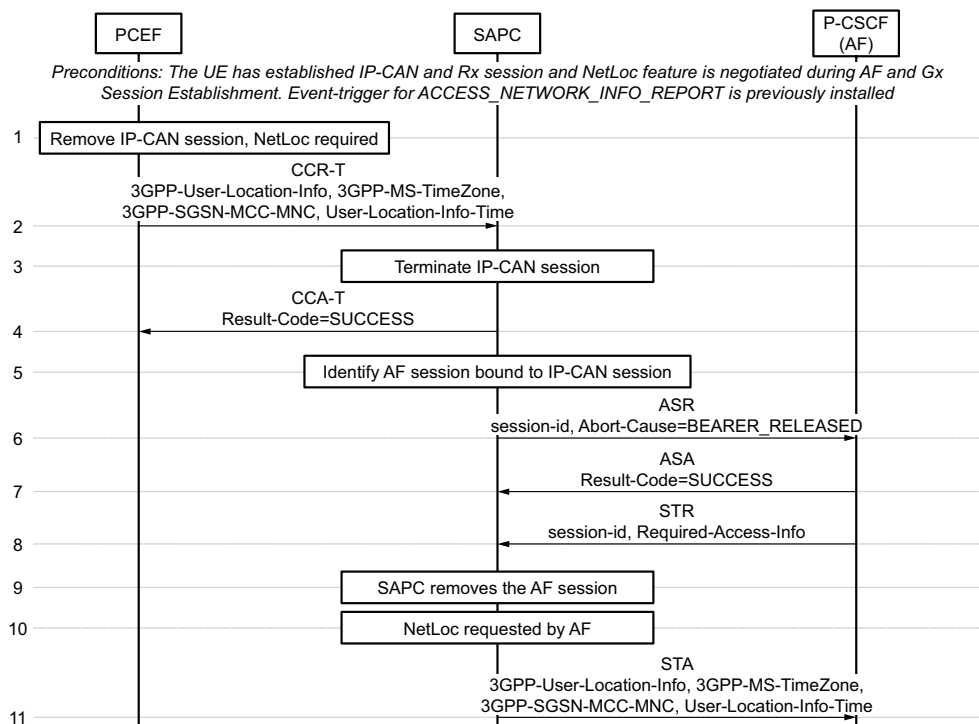 PCEF
SAPC
P-CSCF
(AF)
Preconditions: The UE has established IP-CAN and Rx session and NetLoc feature is negotiated during AF and Gx
Session Establishment. Event-trigger for ACCESS_NETWORK_INFO_REPORT is previously installed
1
Remove IP-CAN session, NetLoc required
CCR-T
3GPP-User-Location-Info, 3GPP-MS-TimeZone,
3GPP-SGSN-MCC-MNC, User-Location-Info-Time
2
3
Terminate IP-CAN session
CCA-T
Result-Code=SUCCESS
4
5
Identify AF session bound to IP-CAN session
ASR
session-id, Abort-Cause=BEARER_RELEASED
6
ASA
Result-Code=SUCCESS
7
STR
session-id, Required-Access-Info
8
9
SAPC removes the AF session
10
NetLoc requested by AF
STA
3GPP-User-Location-Info, 3GPP-MS-TimeZone,
3GPP-SGSN-MCC-MNC, User-Location-Info-Time
11